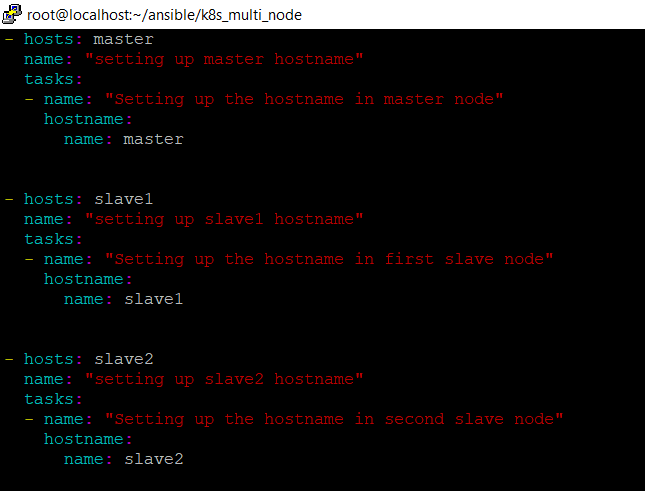 root@localhost:~/ansible/k8s_multi_node
- hosts: master
  name: "setting up master hostname"
  tasks:
  - name: "Setting up the hostname in master node"
    hostname:
      name: master
- hosts: slave1
  name: "setting up slave1 hostname"
  tasks:
  - name: "Setting up the hostname in first slave node"
    hostname:
      name: slave1
- hosts: slave2
  name: "setting up slave2 hostname"
  tasks:
  - name: "Setting up the hostname in second slave node"
    hostname:
      name: slave2